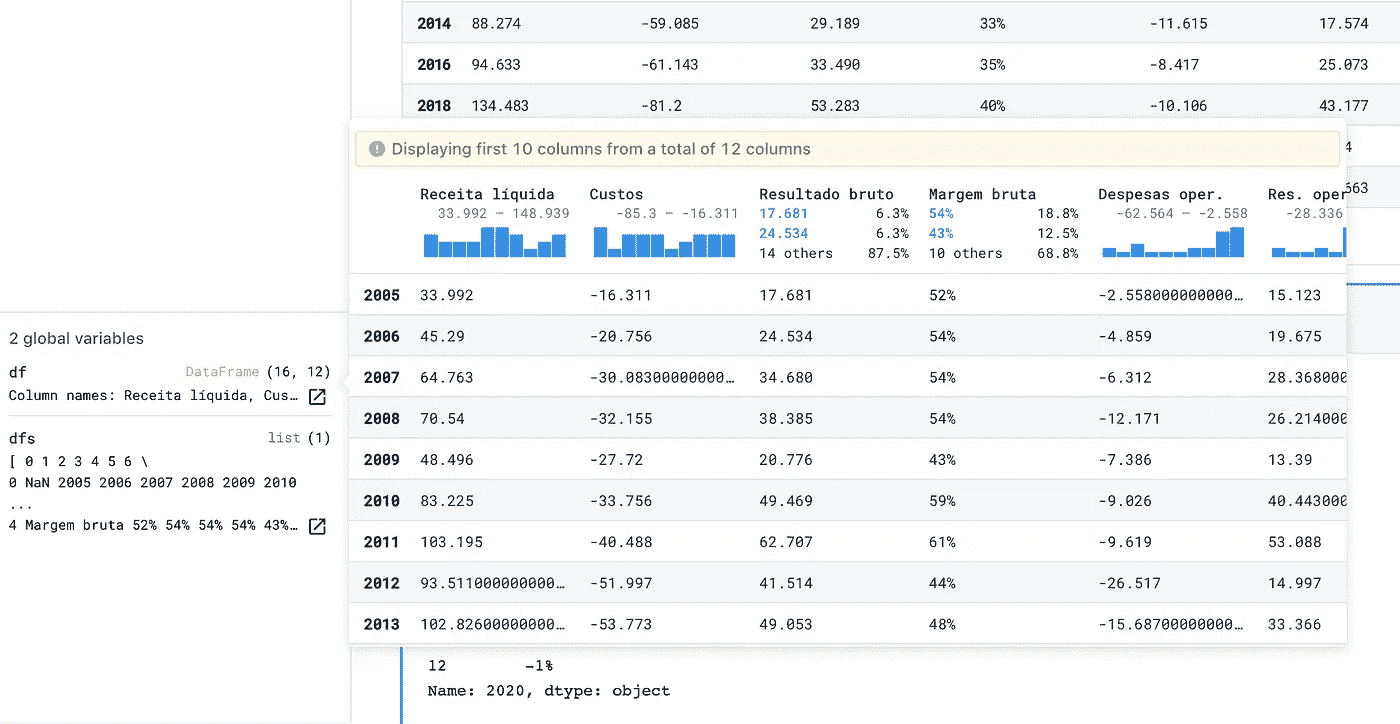 2014 88.274 -59.085 29.189 33% -11.615 17.574
2016 94.633 -61.143 33.490 35% -8.417 25.073
2018 134.483 -81.2 53.283 40% -10.106 43.177
4
663
Displaying first 10 columns from a total of 12 columns
Receita líquida Custos Resultado bruto Margem bruta Despesas oper. Res. oper
33.992 – 148.939 -85.3 – -16.311 17.681 6.3% 54% 18.8% -62.564 – -2.558 -28.336
24.534 6.3% 43% 12.5%
14 others 87.5% 10 others 68.8%
2005 33.992 -16.311 17.681 52% -2.558000000000… 15.123
2006 45.29 -20.756 24.534 54% -4.859 19.675
2007 64.763 -30.08300000000… 34.680 54% -6.312 28.368000
2008 70.54 -32.155 38.385 54% -12.171 26.214000
2009 48.496 -27.72 20.776 43% -7.386 13.39
2010 83.225 -33.756 49.469 59% -9.026 40.443000
2011 103.195 -40.488 62.707 61% -9.619 53.088
2012 93.511000000000… -51.997 41.514 44% -26.517 14.997
2013 102.82600000000… -53.773 49.053 48% -15.68700000000… 33.366
2 global variables
df DataFrame (16, 12)
Column names: Receita líquida, Cus…
dfs list (1)
[ 0 1 2 3 4 5 6 \
0 NaN 2005 2006 2007 2008 2009 2010
...
4 Margem bruta 52% 54% 54% 54% 43%…
12 -1%
Name: 2020, dtype: object